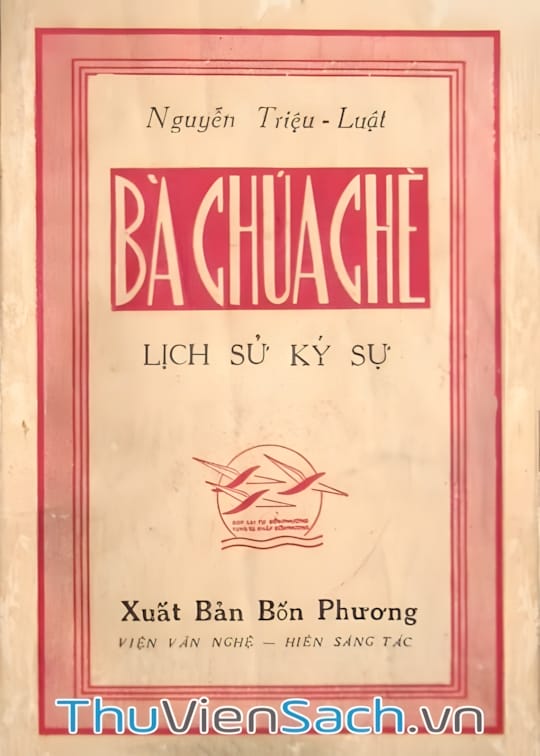 Nguyễn Triệu - Luật
BÀ CHÚA CHÈ
LỊCH SỬ KÝ SỰ
Xuất Bản Bốn Phương
VIỆN VĂN NGHỆ — HIÊN SÁNG TÁC
ThuVienSach.vn